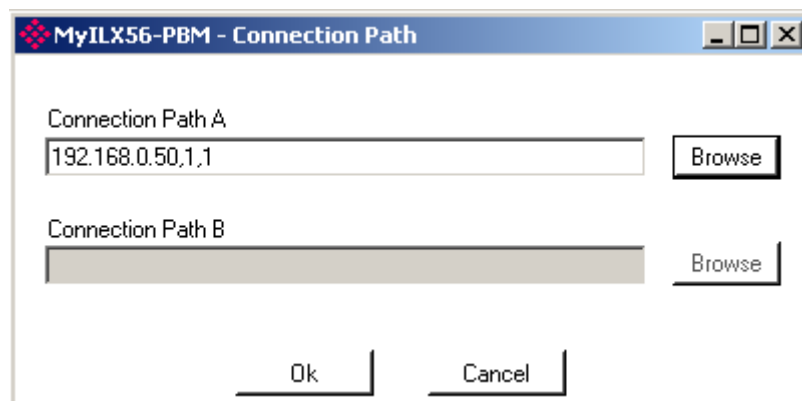 MyILX56-PBM - Connection Path
Connection Path A
192.168.0.50,1,1
Browse
Connection Path B
Browse
Ok Cancel